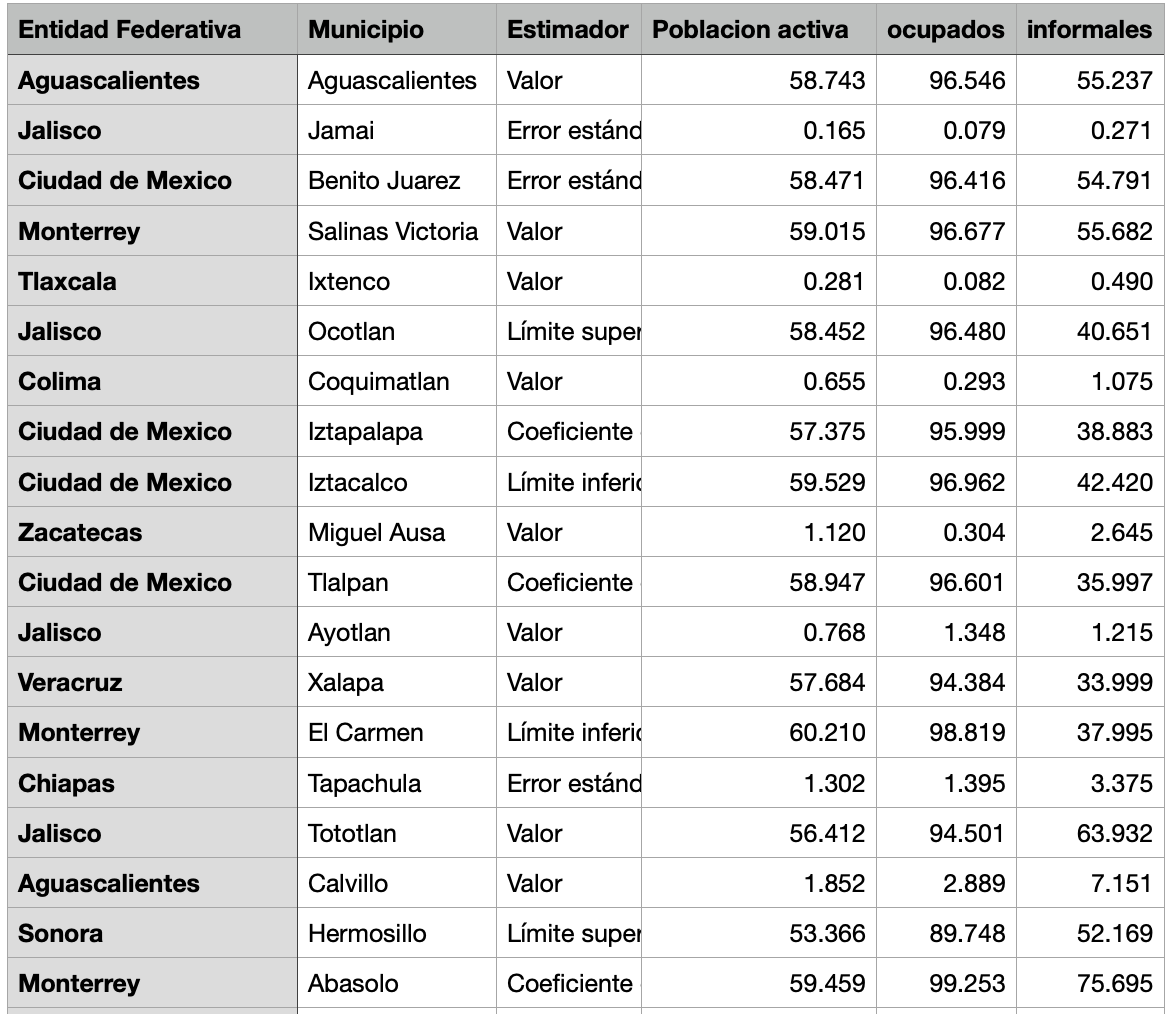 Entidad Federativa Municipio Estimador Poblacion activa ocupados informales
Aguascalientes Aguascalientes Valor 58.743 96.546 55.237
Jalisco Jamai Error estánd 0.165 0.079 0.271
Ciudad de Mexico Benito Juarez Error estánd 58.471 96.416 54.791
Monterrey Salinas Victoria Valor 59.015 96.677 55.682
Tlaxcala Ixtenco Valor 0.281 0.082 0.490
Jalisco Ocotlan Límite super 58.452 96.480 40.651
Colima Coquimatlan Valor 0.655 0.293 1.075
Ciudad de Mexico Iztapalapa Coeficiente 57.375 95.999 38.883
Ciudad de Mexico Iztacalco Límite inferio 59.529 96.962 42.420
Zacatecas Miguel Ausa Valor 1.120 0.304 2.645
Ciudad de Mexico Tlalpan Coeficiente 58.947 96.601 35.997
Jalisco Ayotlan Valor 0.768 1.348 1.215
Veracruz Xalapa Valor 57.684 94.384 33.999
Monterrey El Carmen Límite inferio 60.210 98.819 37.995
Chiapas Tapachula Error estánd 1.302 1.395 3.375
Jalisco Tototlan Valor 56.412 94.501 63.932
Aguascalientes Calvillo Valor 1.852 2.889 7.151
Sonora Hermosillo Límite super 53.366 89.748 52.169
Monterrey Abasolo Coeficiente 59.459 99.253 75.695